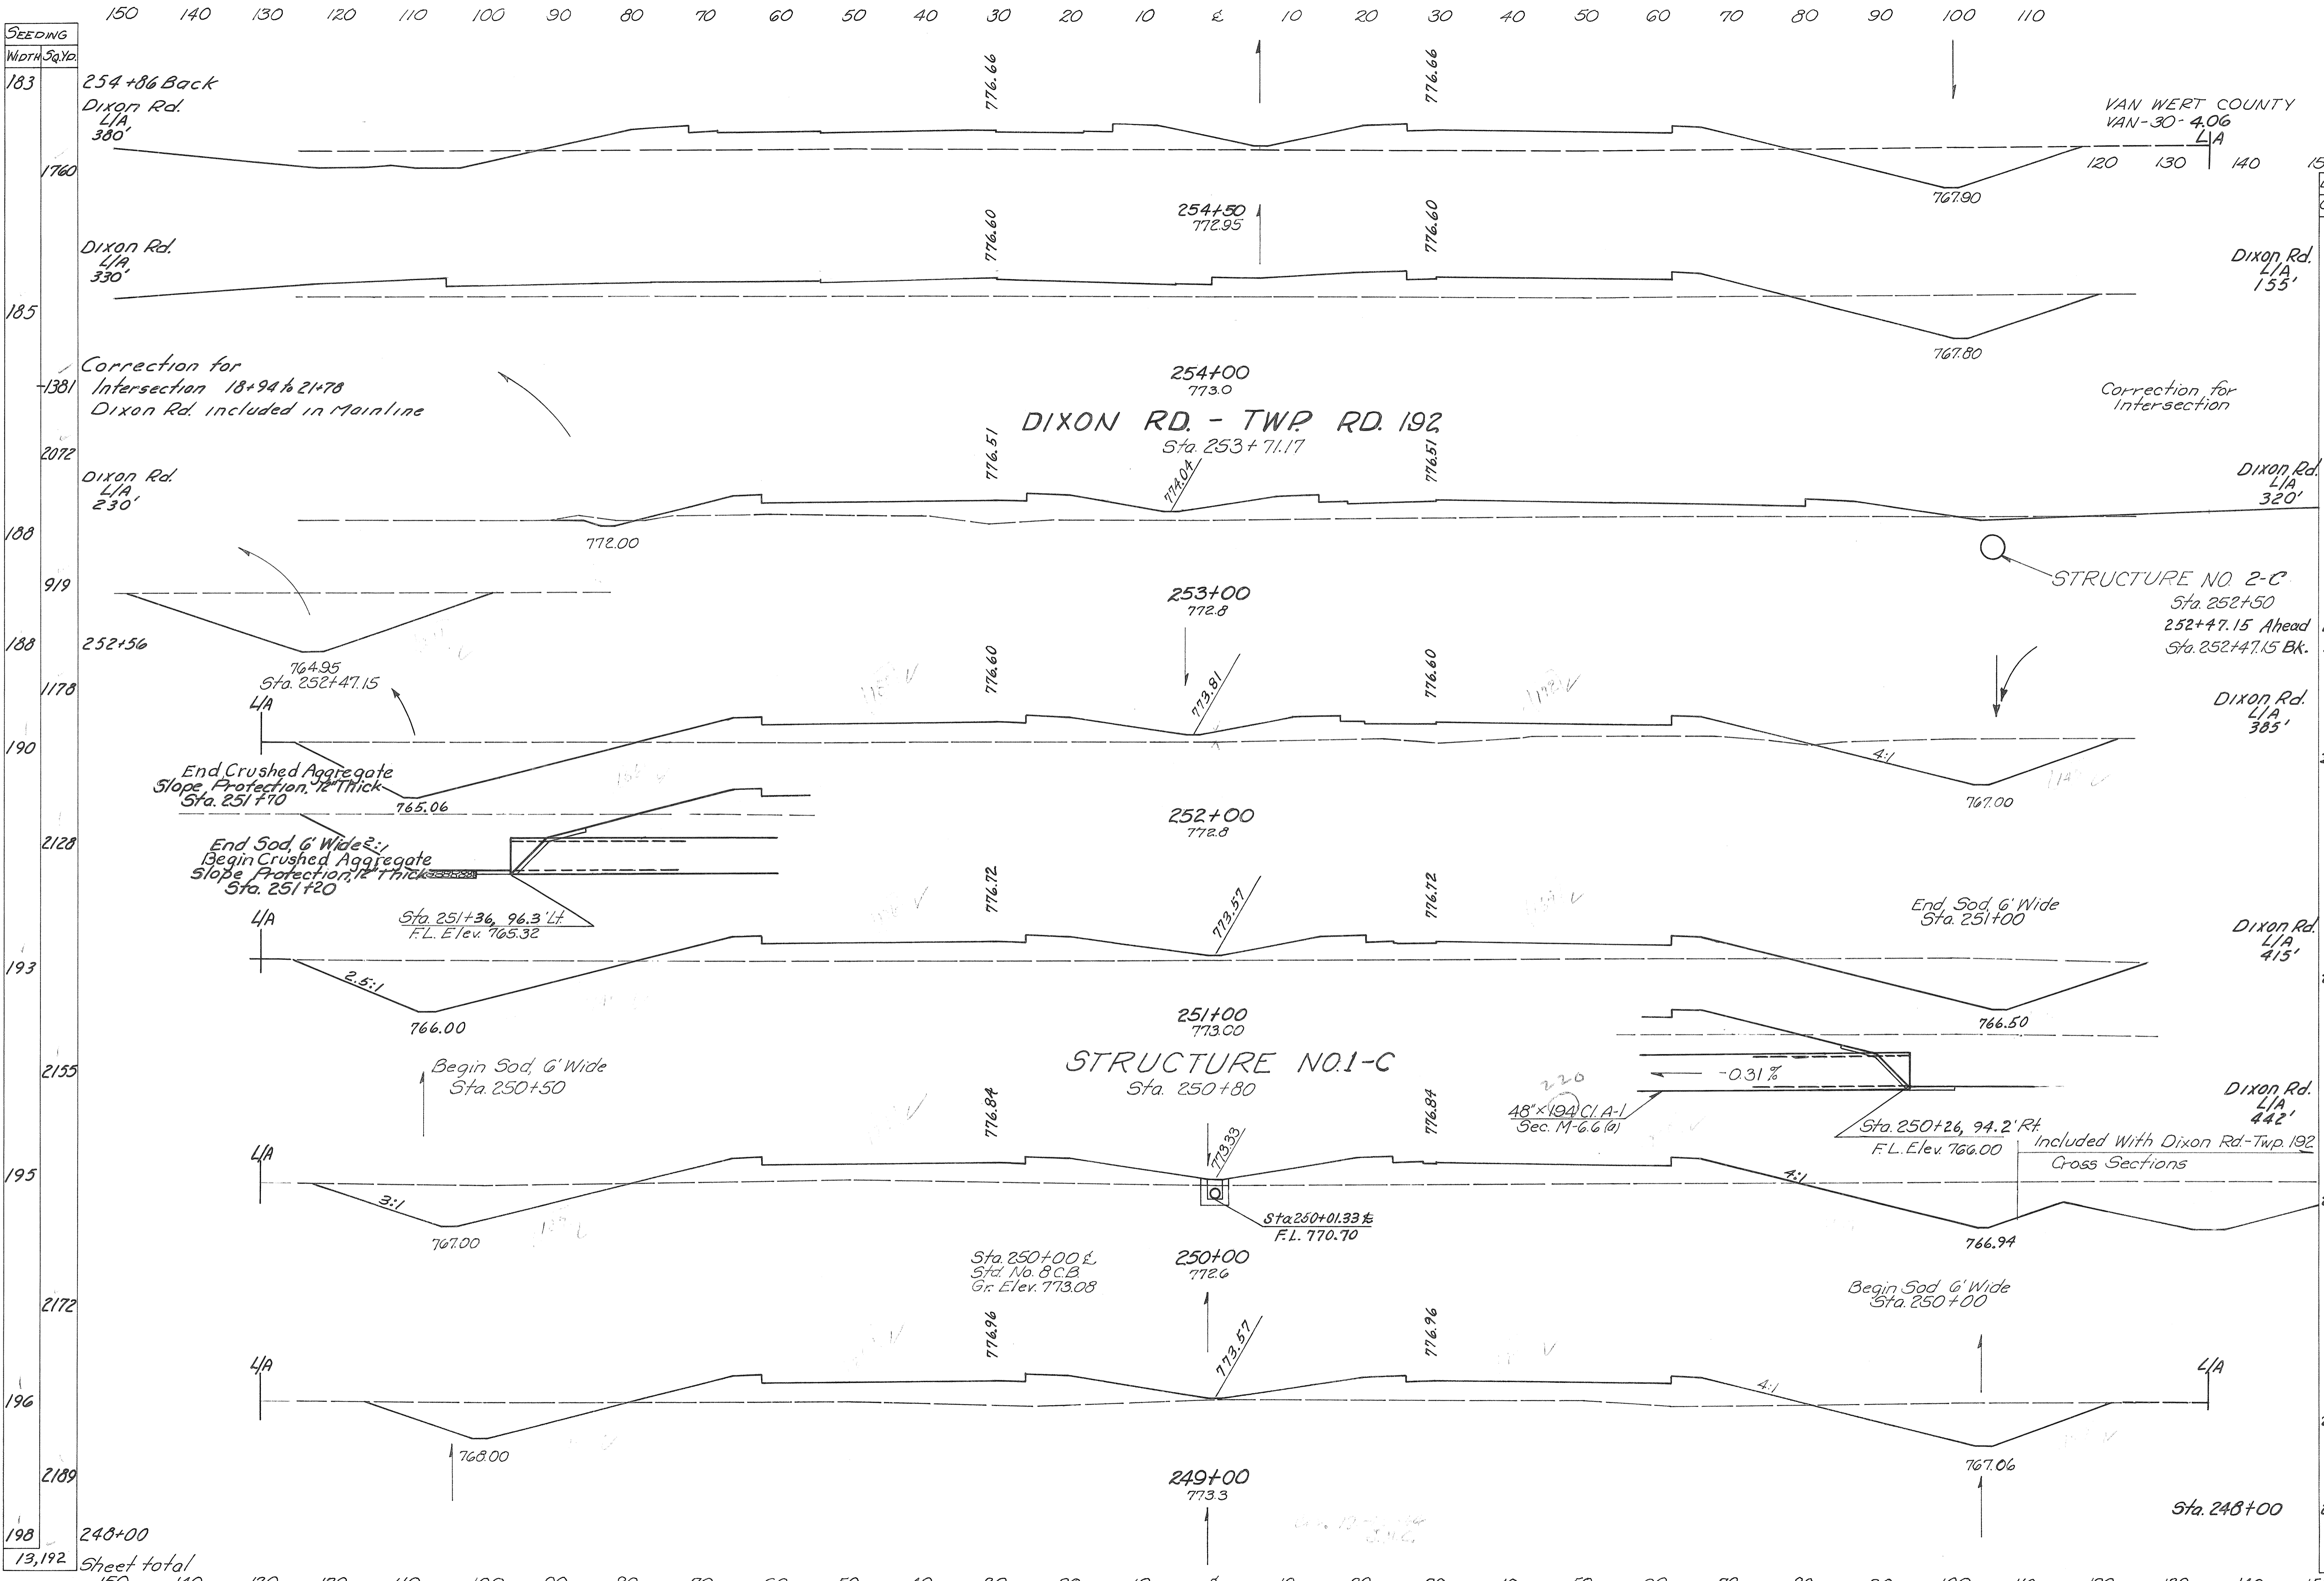 150 140 130 120 110 100 90 80 70 60 50 40 30 20 10 ℄ 10 20 30 40 50 60 70 80 90 100 110
SEEDING
WIDTH SQ.YD.
183
254+86 Back
Dixon Rd.
L/A
380'
776.66
776.66
VAN WERT COUNTY
VAN-30-4.06
L/A
120 130 140
1760
767.90
254+50
772.95
776.60
776.60
Dixon Rd.
L/A
330'
Dixon Rd.
L/A
155'
185
767.80
Correction for
Intersection 18+94 to 21+78
Dixon Rd. included in Mainline
-1381
254+00
773.0
Correction for
Intersection
DIXON RD. - TWP. RD. 192
Sta. 253+71.17
776.51
776.51
774.04
2072
Dixon Rd.
L/A
230'
Dixon Rd.
L/A
320'
188
772.00
919
253+00
772.8
STRUCTURE NO. 2-C
Sta. 252+50
252+47.15 Ahead
Sta. 252+47.15 Bk.
188
252+56
764.95
Sta. 252+47.15
776.60
776.60
773.81
1178
L/A
Dixon Rd.
L/A
385'
190
4:1
End Crushed Aggregate
Slope Protection, 12" Thick
Sta. 251+70
765.06
767.00
252+00
772.8
2128
End Sod, 6' Wide 2:1
Begin Crushed Aggregate
Slope Protection, 12" Thick
Sta. 251+20
776.72
776.72
773.57
L/A
Sta. 251+36, 96.3' Lt.
F.L. Elev. 765.32
End Sod, 6' Wide
Sta. 251+00
Dixon Rd.
L/A
415'
193
2.5:1
766.00
251+00
773.00
766.50
2155
Begin Sod, 6' Wide
Sta. 250+50
STRUCTURE NO.1-C
Sta. 250+80
-0.31%
220
48" x 194' Cl. A-1
Sec. M-6.6 (a)
776.84
776.84
773.33
Dixon Rd.
L/A
442'
Sta. 250+26, 94.2' Rt.
F.L. Elev. 766.00
Included With Dixon Rd-Twp. 192
Cross Sections
195
L/A
3:1
4:1
767.00
Sta 250+01.33 ℄
F.L. 770.70
766.94
Sta. 250+00 ℄
Std. No. 8 C.B.
Gr. Elev. 773.08
250+00
772.6
Begin Sod 6' Wide
Sta. 250+00
2172
776.96
776.96
773.57
L/A
L/A
196
4:1
768.00
767.06
2189
249+00
773.3
Sta. 248+00
198
248+00
13,192
Sheet total